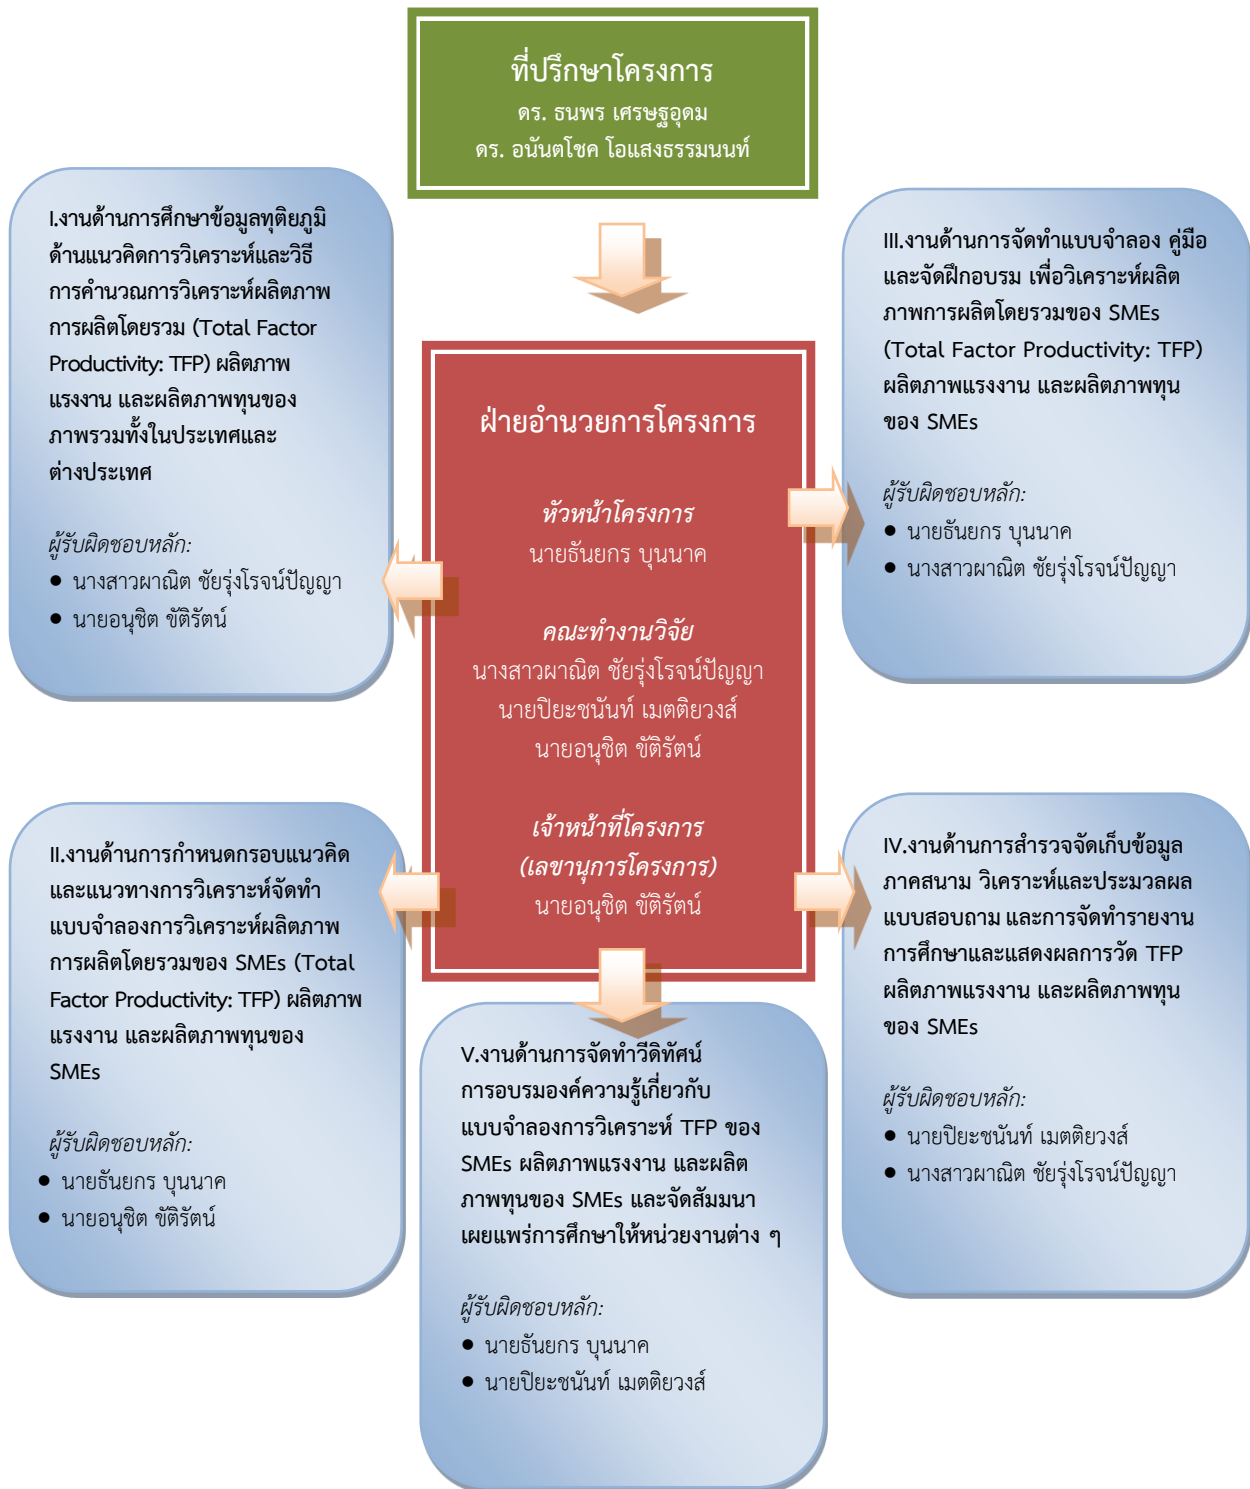 ที่ปรึกษาโครงการ
ดร. ธนพร เศรษฐอุดม
ดร. อนันตโชค โอแสงธรรมนนท์
I.งานด้านการศึกษาข้อมูลทุติยภูมิ
ด้านแนวคิดการวิเคราะห์และวิธี
การคำนวณการวิเคราะห์ผลิตภาพ
การผลิตโดยรวม (Total Factor
Productivity: TFP) ผลิตภาพ
แรงงาน และผลิตภาพทุนของ
ภาพรวมทั้งในประเทศและ
ต่างประเทศ
ผู้รับผิดชอบหลัก:
● นางสาวผาณิต ชัยรุ่งโรจน์ปัญญา
● นายอนุชิต ขัติรัตน์
II.งานด้านการกำหนดกรอบแนวคิด
และแนวทางการวิเคราะห์จัดทำ
แบบจำลองการวิเคราะห์ผลิตภาพ
การผลิตโดยรวมของ SMEs (Total
Factor Productivity: TFP) ผลิตภาพ
แรงงาน และผลิตภาพทุนของ
SMEs
ผู้รับผิดชอบหลัก:
● นายธันยกร บุนนาค
● นายอนุชิต ขัติรัตน์
ฝ่ายอำนวยการโครงการ
หัวหน้าโครงการ
นายธันยกร บุนนาค
คณะทำงานวิจัย
นางสาวผาณิต ชัยรุ่งโรจน์ปัญญา
นายปิยะชนันท์ เมตติยวงส์
นายอนุชิต ขัติรัตน์
เจ้าหน้าที่โครงการ
(เลขานุการโครงการ)
นายอนุชิต ขัติรัตน์
III.งานด้านการจัดทำแบบจำลอง คู่มือ
และจัดฝึกอบรม เพื่อวิเคราะห์ผลิต
ภาพการผลิตโดยรวมของ SMEs
(Total Factor Productivity: TFP)
ผลิตภาพแรงงาน และผลิตภาพทุน
ของ SMEs
ผู้รับผิดชอบหลัก:
● นายธันยกร บุนนาค
● นางสาวผาณิต ชัยรุ่งโรจน์ปัญญา
IV.งานด้านการสำรวจจัดเก็บข้อมูล
ภาคสนาม วิเคราะห์และประมวลผล
แบบสอบถาม และการจัดทำรายงาน
การศึกษาและแสดงผลการวัด TFP
ผลิตภาพแรงงาน และผลิตภาพทุน
ของ SMEs
ผู้รับผิดชอบหลัก:
● นายปิยะชนันท์ เมตติยวงส์
● นางสาวผาณิต ชัยรุ่งโรจน์ปัญญา
V.งานด้านการจัดทำวีดิทัศน์
การอบรมองค์ความรู้เกี่ยวกับ
แบบจำลองการวิเคราะห์ TFP ของ
SMEs ผลิตภาพแรงงาน และผลิต
ภาพทุนของ SMEs และจัดสัมมนา
เผยแพร่การศึกษาให้หน่วยงานต่าง ๆ
ผู้รับผิดชอบหลัก:
● นายธันยกร บุนนาค
● นายปิยะชนันท์ เมตติยวงส์